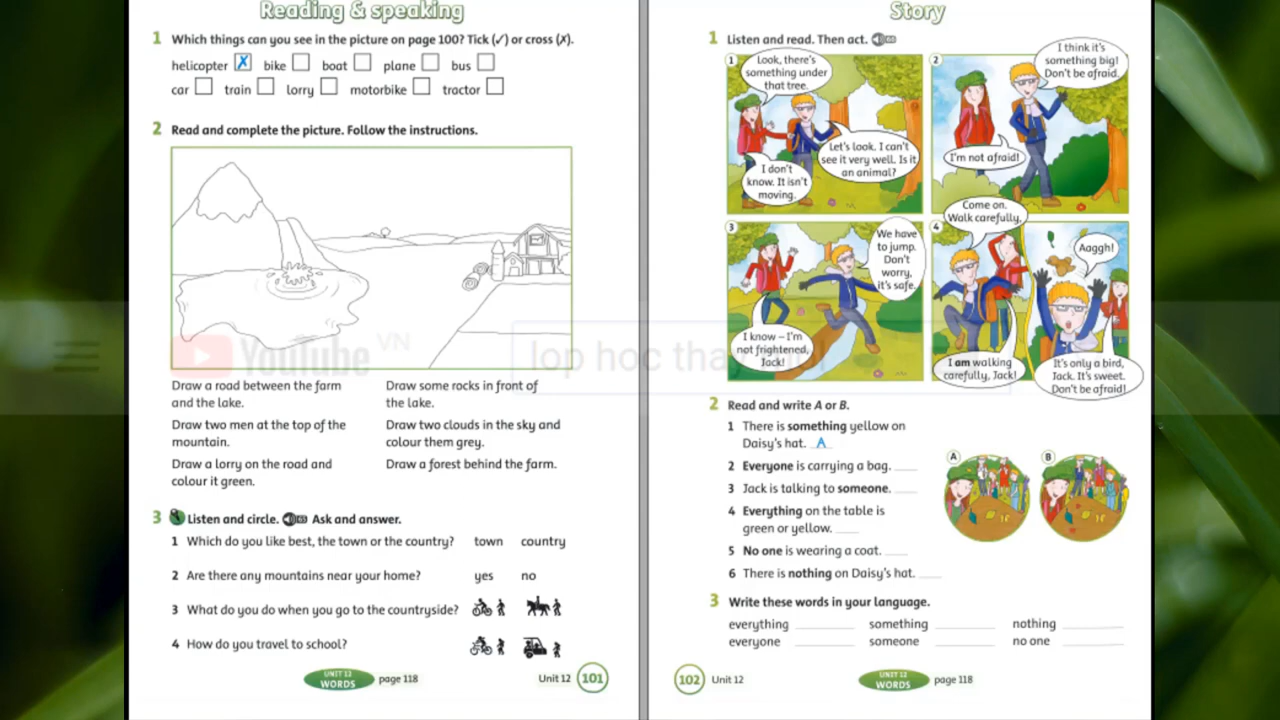 Reading & speaking
1 Which things can you see in the picture on page 100? Tick (✓) or cross (✗).
helicopter ✗ bike boat plane bus
car train lorry motorbike tractor
2 Read and complete the picture. Follow the instructions.
Draw a road between the farm
and the lake.
Draw two men at the top of the
mountain.
Draw a lorry on the road and
colour it green.
Draw some rocks in front of
the lake.
Draw two clouds in the sky and
colour them grey.
Draw a forest behind the farm.
3 Listen and circle. Ask and answer.
1 Which do you like best, the town or the country? town country
2 Are there any mountains near your home? yes no
3 What do you do when you go to the countryside?
4 How do you travel to school?
UNIT 12
WORDS page 118 Unit 12 101
Story
1 Listen and read. Then act.
1
Look, there's
something under
that tree.
Let's look. I can't
see it very well. Is it
an animal?
I don't
know. It isn't
moving.
2
I think it's
something big!
Don't be afraid.
I'm not afraid!
3
We have
to jump.
Don't
worry,
it's safe.
I know – I'm
not frightened,
Jack!
4
Come on.
Walk carefully.
I am walking
carefully, Jack!
Aaggh!
It's only a bird,
Jack. It's sweet.
Don't be afraid!
2 Read and write A or B.
1 There is something yellow on
Daisy's hat. A
2 Everyone is carrying a bag.
3 Jack is talking to someone.
4 Everything on the table is
green or yellow.
5 No one is wearing a coat.
6 There is nothing on Daisy's hat.
A B
3 Write these words in your language.
everything something nothing
everyone someone no one
102 Unit 12 UNIT 12
WORDS page 118
YouTube VN